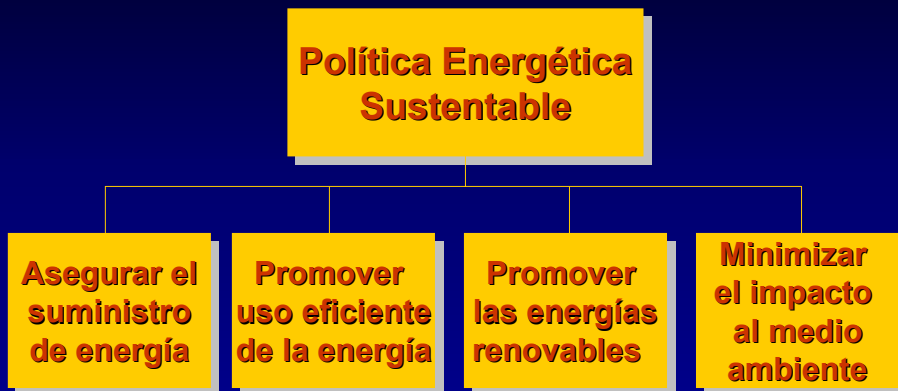 Política Energética
Sustentable
Asegurar el
suministro
de energía
Promover
uso eficiente
de la energía
Promover
las energías
renovables
Minimizar
el impacto
al medio
ambiente